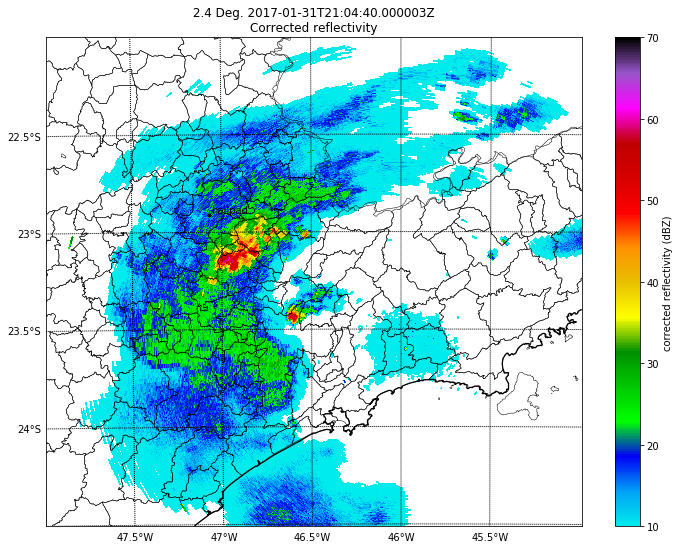 2.4 Deg. 2017-01-31T21:04:40.000003Z
Corrected reflectivity
22.5°S
23°S
23.5°S
24°S
47.5°W
47°W
46.5°W
46°W
45.5°W
70
60
50
40
30
20
10
corrected reflectivity (dBZ)